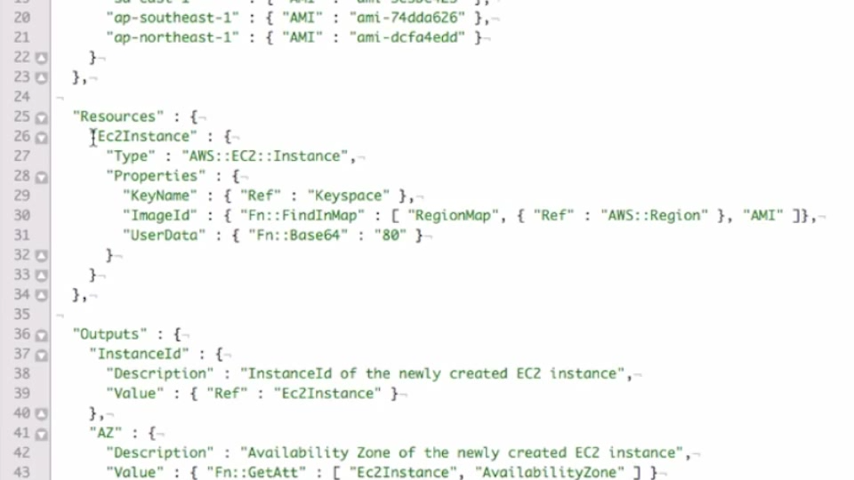 20 "ap-southeast-1" : { "AMI" : "ami-74dda626" },¬
21 "ap-northeast-1" : { "AMI" : "ami-dcfa4edd" }¬
22 }¬
23 },¬
24 ¬
25 "Resources" : {¬
26 "Ec2Instance" : {¬
27 "Type" : "AWS::EC2::Instance",¬
28 "Properties" : {¬
29 "KeyName" : { "Ref" : "Keyspace" },¬
30 "ImageId" : { "Fn::FindInMap" : [ "RegionMap", { "Ref" : "AWS::Region" }, "AMI" ]},¬
31 "UserData" : { "Fn::Base64" : "80" }¬
32 }¬
33 }¬
34 },¬
35 ¬
36 "Outputs" : {¬
37 "InstanceId" : {¬
38 "Description" : "InstanceId of the newly created EC2 instance",¬
39 "Value" : { "Ref" : "Ec2Instance" }¬
40 },¬
41 "AZ" : {¬
42 "Description" : "Availability Zone of the newly created EC2 instance",¬
43 "Value" : { "Fn::GetAtt" : [ "Ec2Instance", "AvailabilityZone" ] }¬